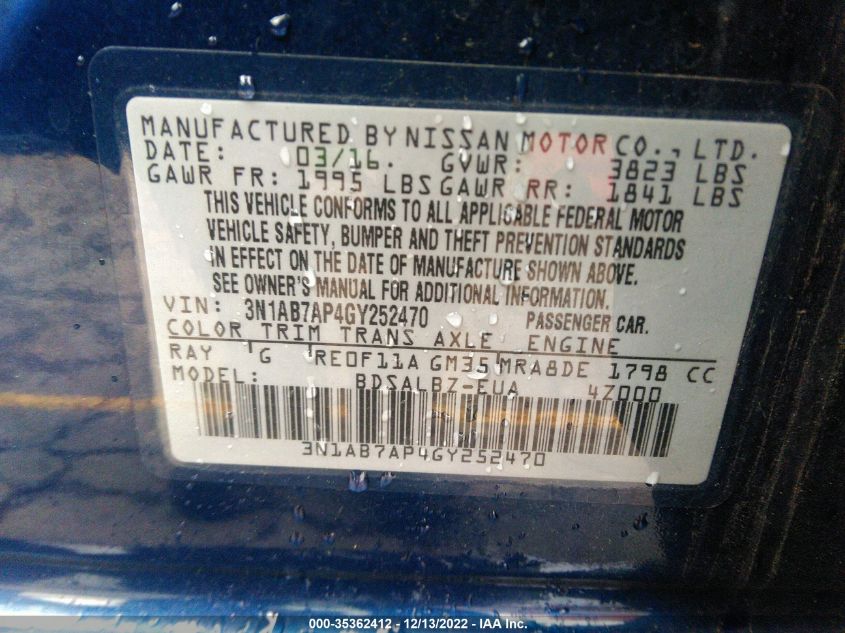 MANUFACTURED BY NISSAN MOTOR CO., LTD.
DATE: 03/16. GVWR: 3823 LBS
GAWR FR: 1995 LBS GAWR RR: 1841 LBS
THIS VEHICLE CONFORMS TO ALL APPLICABLE FEDERAL MOTOR
VEHICLE SAFETY, BUMPER AND THEFT PREVENTION STANDARDS
IN EFFECT ON THE DATE OF MANUFACTURE SHOWN ABOVE.
SEE OWNER'S MANUAL FOR ADDITIONAL INFORMATION.
VIN: 3N1AB7AP4GY252470 PASSENGER CAR.
COLOR TRIM TRANS AXLE ENGINE
RAY G RE0F11A GM35 MRA8DE 1798 CC
MODEL: BDSALBZ-EUA 4Z000
3N1AB7AP4GY252470
000-35362412 - 12/13/2022 - IAA Inc.